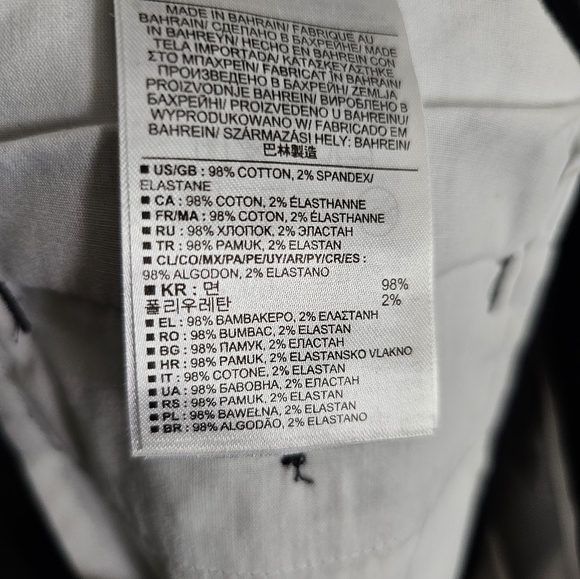 MADE IN BAHRAIN/ FABRIQUÉ AU
BAHRAIN/ СДЕЛАНО В БАХРЕЙНЕ/ MADE
IN BAHREYN/ HECHO EN BAHREIN CON
TELA IMPORTADA/ ΚΑΤΑΣΚΕΥΑΣΤΗΚΕ
ΣΤΟ ΜΠΑΧΡΕΪΝ/ FABRICAT ÎN BAHRAIN/
ПРОИЗВЕДЕНО В БАХРЕЙН/ ZEMLJA
PROIZVODNJE BAHREIN/ ВИРОБЛЕНО В
БАХРЕЙНІ/ PROIZVEDENO U BAHREINU/
WYPRODUKOWANO W/ FABRICADO EM
BAHREIN/ SZÁRMAZÁSI HELY: BAHREIN/
巴林製造
■ US/GB : 98% COTTON, 2% SPANDEX/
ELASTANE
■ CA : 98% COTON, 2% ÉLASTHANNE
■ FR/MA : 98% COTON, 2% ÉLASTHANNE
■ RU : 98% ХЛОПОК, 2% ЭЛАСТАН
■ TR : 98% PAMUK, 2% ELASTAN
■ CL/CO/MX/PA/PE/UY/AR/PY/CR/ES :
98% ALGODON, 2% ELASTANO
■ KR : 면 98%
폴리우레탄 2%
■ EL : 98% ΒΑΜΒΑΚΕΡΟ, 2% ΕΛΑΣΤΑΝΗ
■ RO : 98% BUMBAC, 2% ELASTAN
■ BG : 98% ПАМУК, 2% ЕЛАСТАН
■ HR : 98% PAMUK, 2% ELASTANSKO VLAKNO
■ IT : 98% COTONE, 2% ELASTAN
■ UA : 98% БАВОВНА, 2% ЕЛАСТАН
■ RS : 98% PAMUK, 2% ELASTAN
■ PL : 98% BAWEŁNA, 2% ELASTAN
■ BR : 98% ALGODÃO, 2% ELASTAN